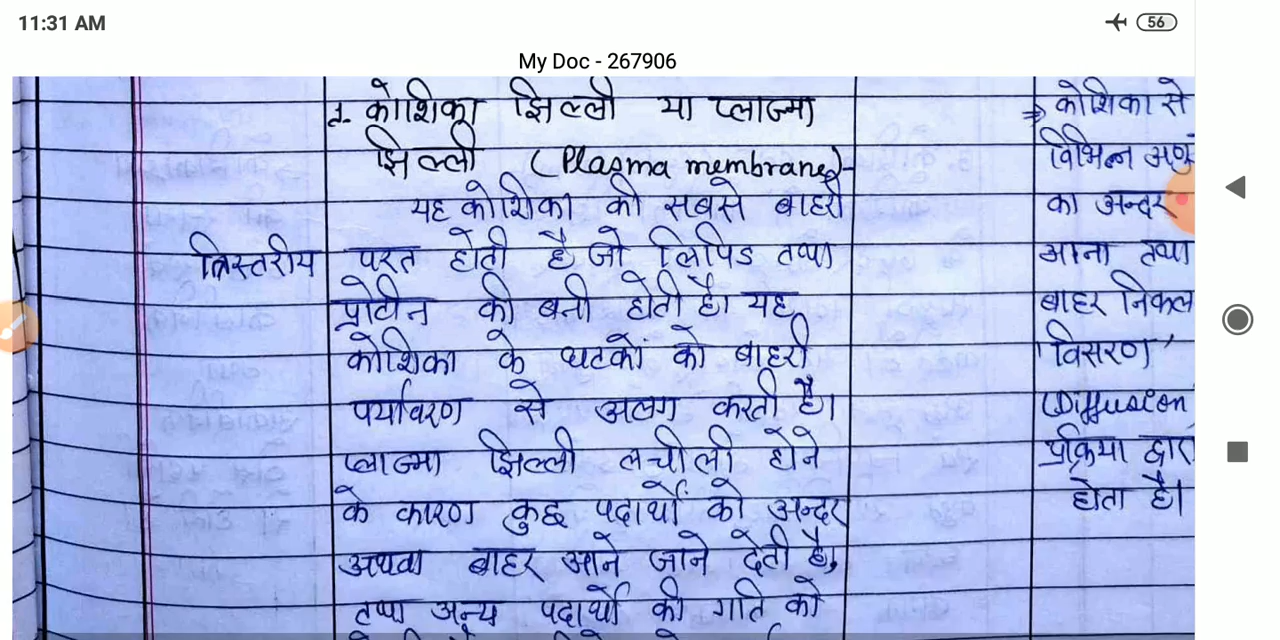 11:31 AM
56
My Doc - 267906
1. कोशिका झिल्ली या प्लाज्मा
झिल्ली (Plasma membrane)-
यह कोशिका की सबसे बाहरी
त्रिस्तरीय परत होती है, जो लिपिड तथा
प्रोटीन की बनी होती है। यह
कोशिका के घटकों को बाहरी
पर्यावरण से अलग करती है।
प्लाज्मा झिल्ली लचीली होने
के कारण कुछ पदार्थों को अन्दर
अथवा बाहर आने जाने देती है,
तथा अन्य पदार्थों की गति को
⇒ कोशिका से
विभिन्न
का अन्दर
आना तथा
बाहर निकल
'विसरण'
(Diffusion
प्रक्रिया द्वारा
होता है।